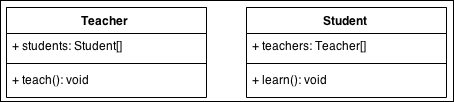 Teacher
+ students: Student[]
+ teach(): void
Student
+ teachers: Teacher[]
+ learn(): void